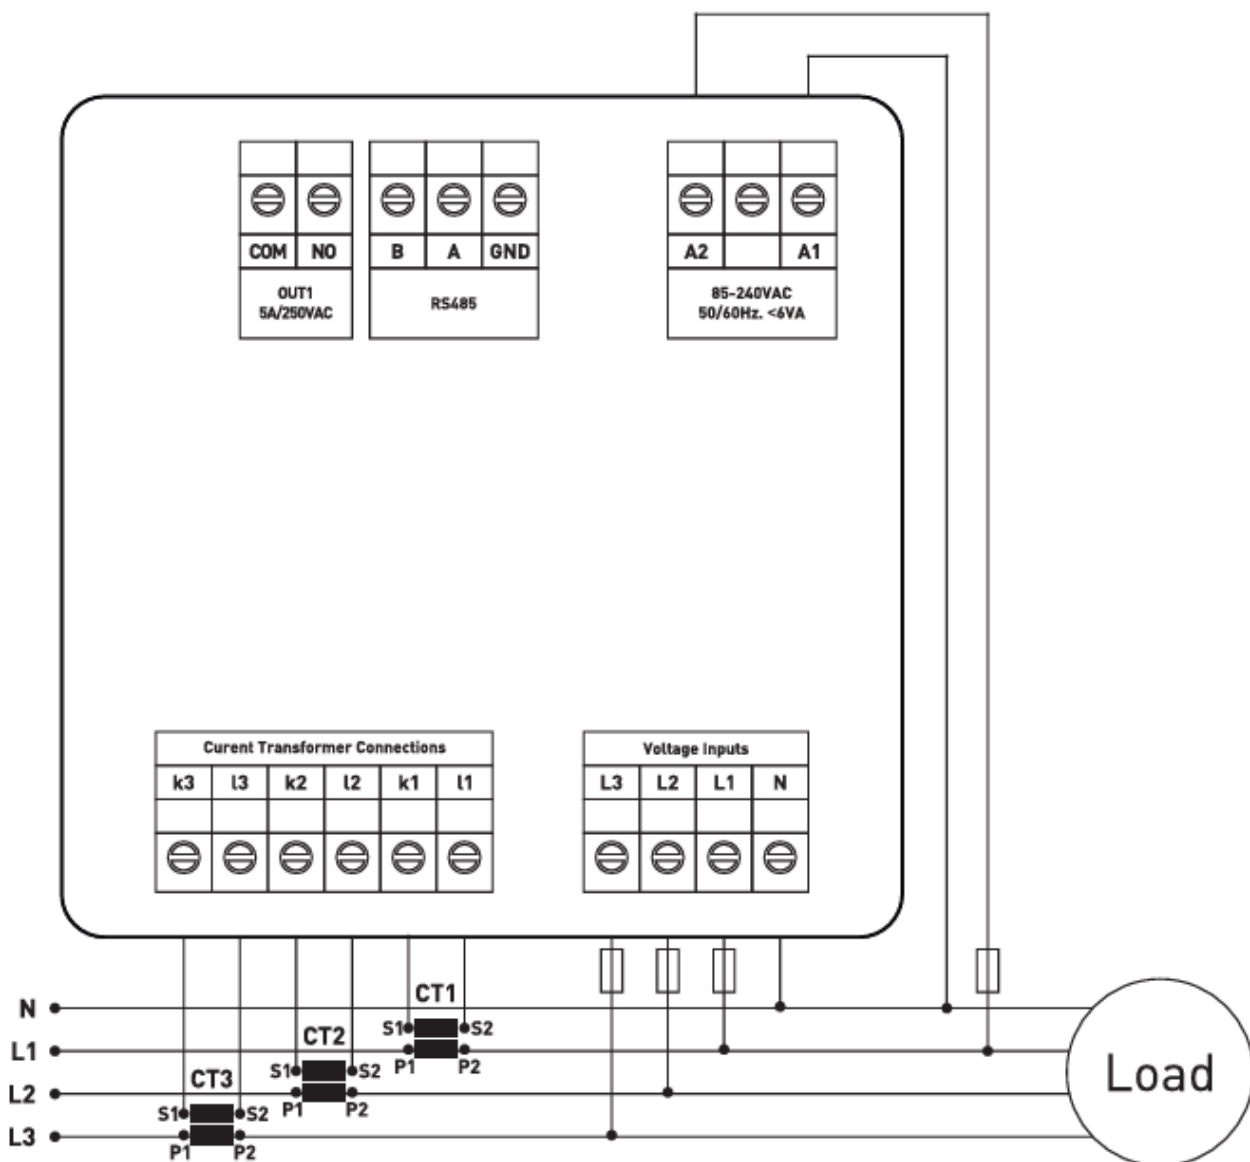 COM NO
B A GND
A2 A1
OUT1
5A/250VAC
RS485
85-240VAC
50/60Hz. <6VA
Curent Transformer Connections
k3 l3 k2 l2 k1 l1
Voltage Inputs
L3 L2 L1 N
N
L1
L2
L3
CT1
S1 S2
P1 P2
CT2
S1 S2
P1 P2
CT3
S1 S2
P1 P2
Load